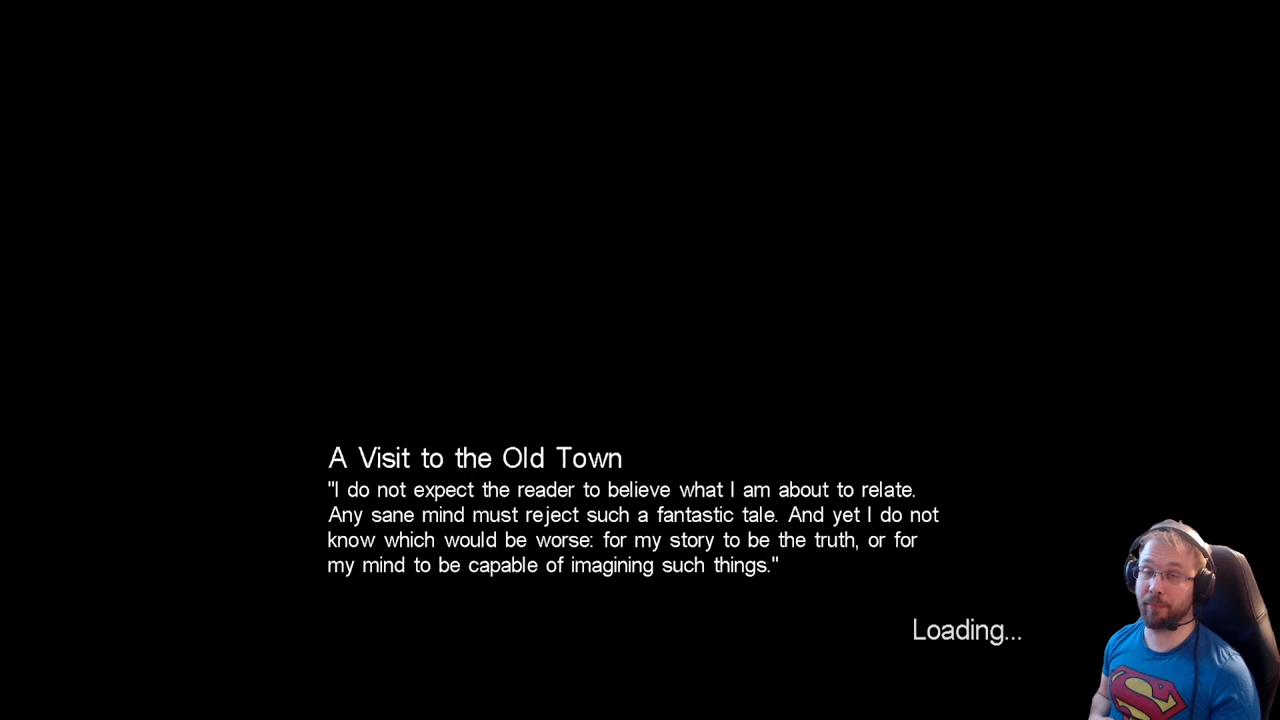 A Visit to the Old Town
"I do not expect the reader to believe what I am about to relate.
Any sane mind must reject such a fantastic tale. And yet I do not
know which would be worse: for my story to be the truth, or for
my mind to be capable of imagining such things."
Loading...